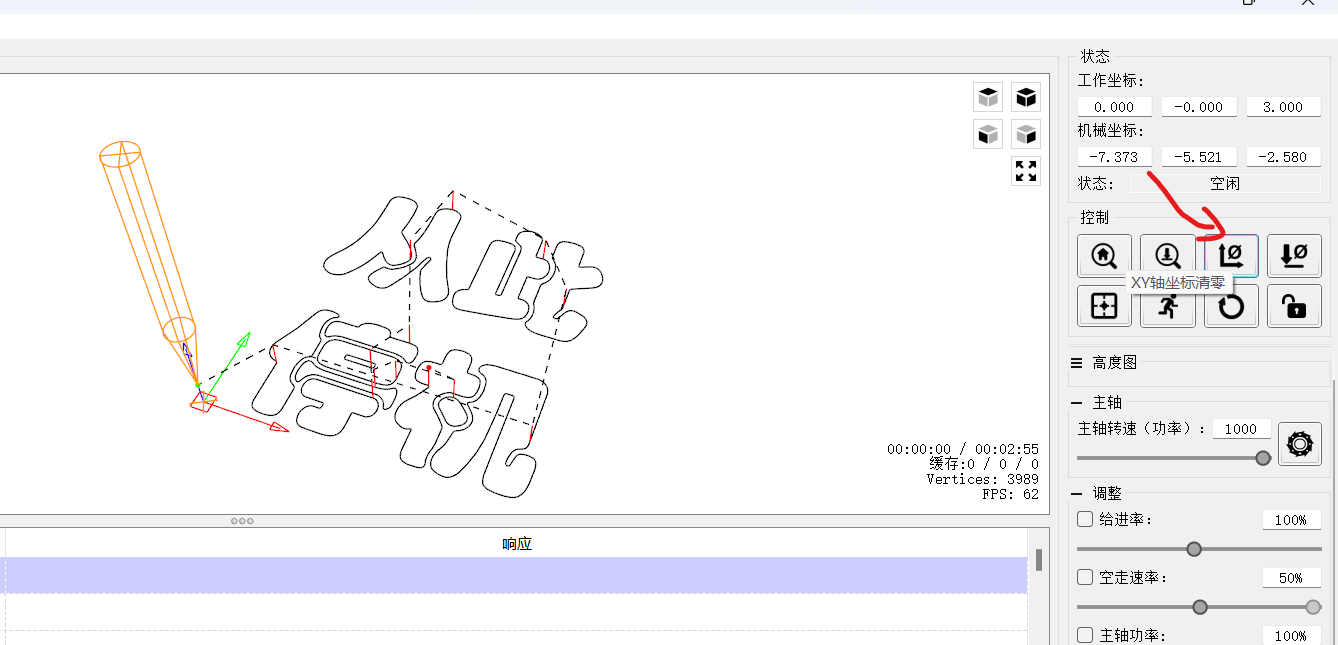 状态
工作坐标:
0.000 -0.000 3.000
机械坐标:
-7.373 -5.521 -2.580
状态: 空闲
控制
XY轴坐标清零
高度图
主轴
主轴转速（功率）: 1000
调整
给进率: 100%
空走速率: 50%
主轴功率: 100%
从此
停机
00:00:00 / 00:02:55
缓存:0 / 0 / 0
Vertices: 3989
FPS: 62
响应